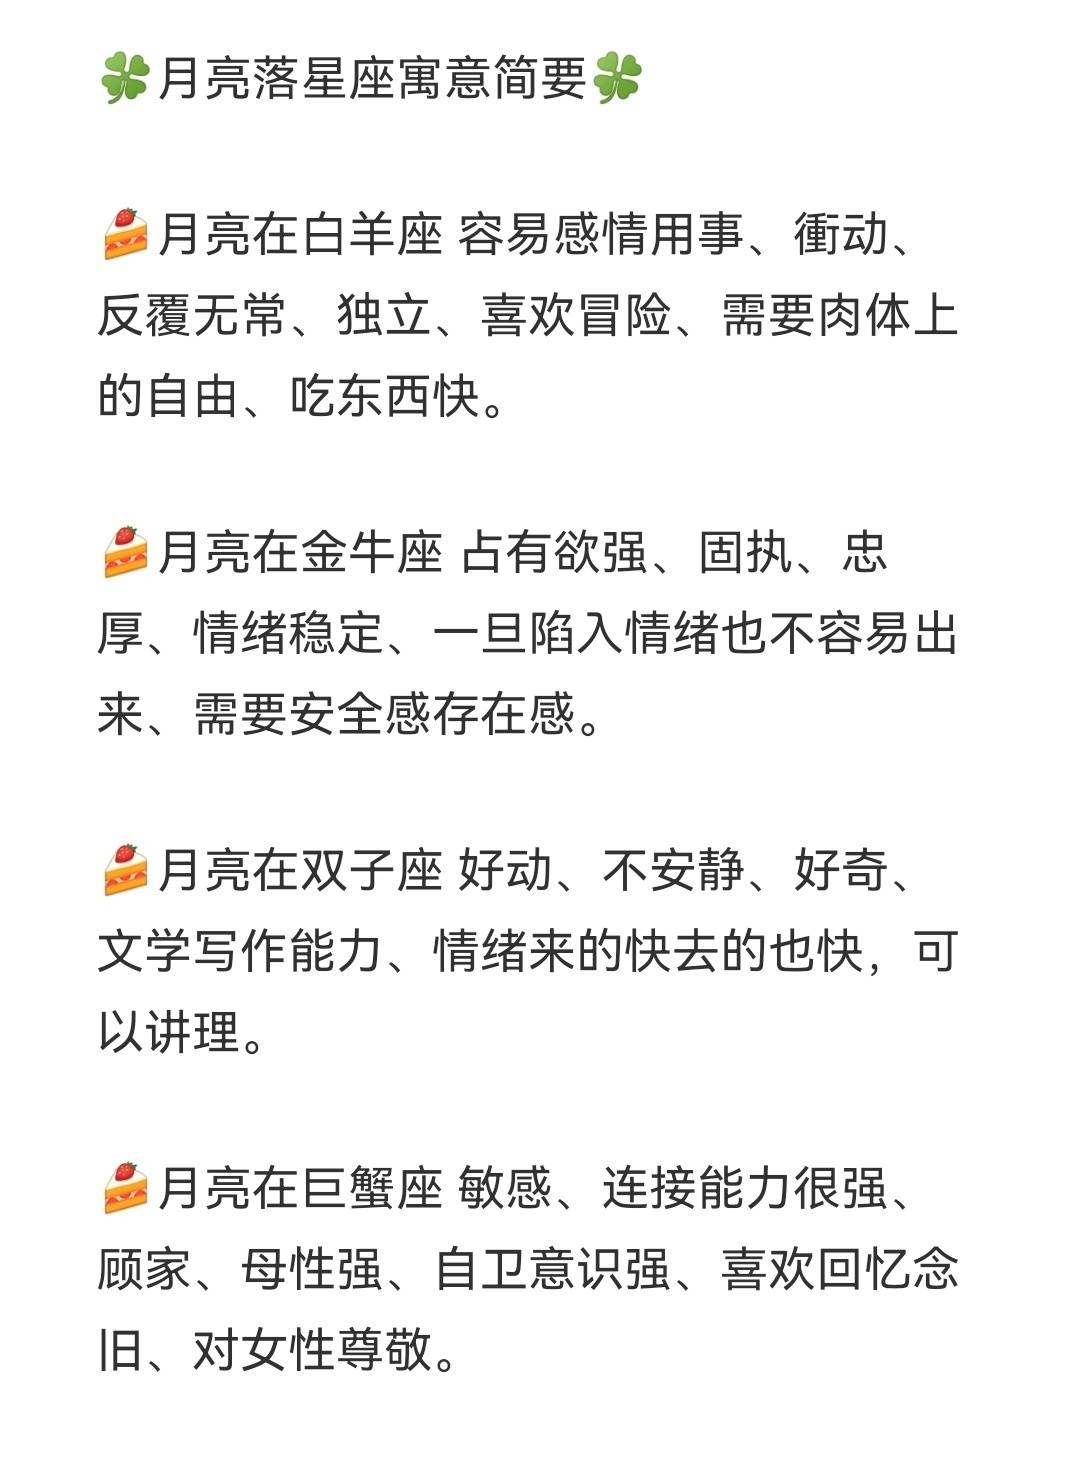 🍀月亮落星座寓意简要🍀
🍰月亮在白羊座 容易感情用事、衝动、
反覆无常、独立、喜欢冒险、需要肉体上
的自由、吃东西快。
🍰月亮在金牛座 占有欲强、固执、忠
厚、情绪稳定、一旦陷入情绪也不容易出
来、需要安全感存在感。
🍰月亮在双子座 好动、不安静、好奇、
文学写作能力、情绪来的快去的也快，可
以讲理。
🍰月亮在巨蟹座 敏感、连接能力很强、
顾家、母性强、自卫意识强、喜欢回忆念
旧、对女性尊敬。